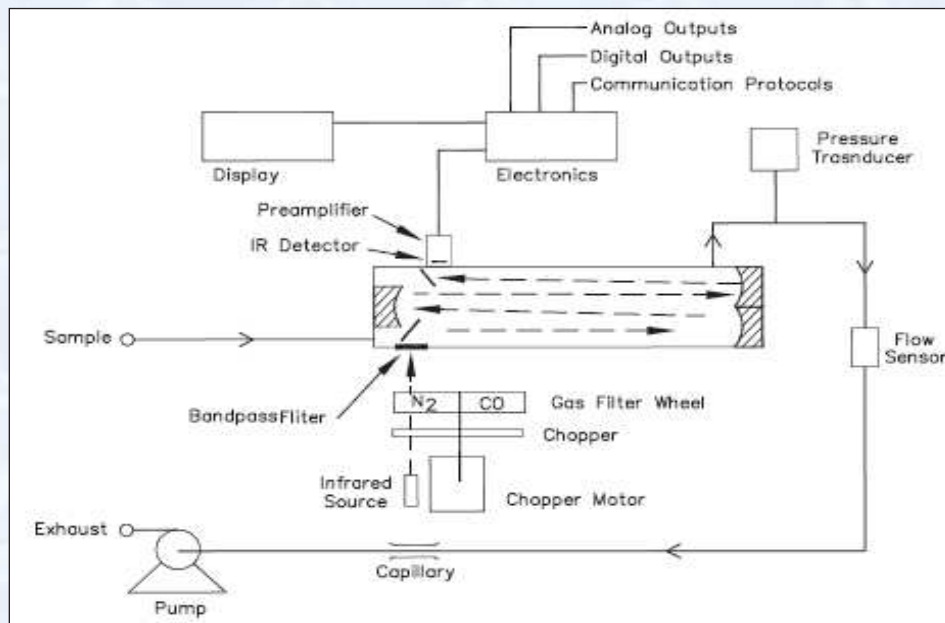 Analog Outputs
Digital Outputs
Communication Protocals
Display
Electronics
Pressure
Trasnducer
Preamplifier
IR Detector
Sample
Flow
Sensor
BandpassFliter
N2
CO
Gas Filter Wheel
Chopper
Infrared
Source
Chopper Motor
Exhaust
Capillary
Pump